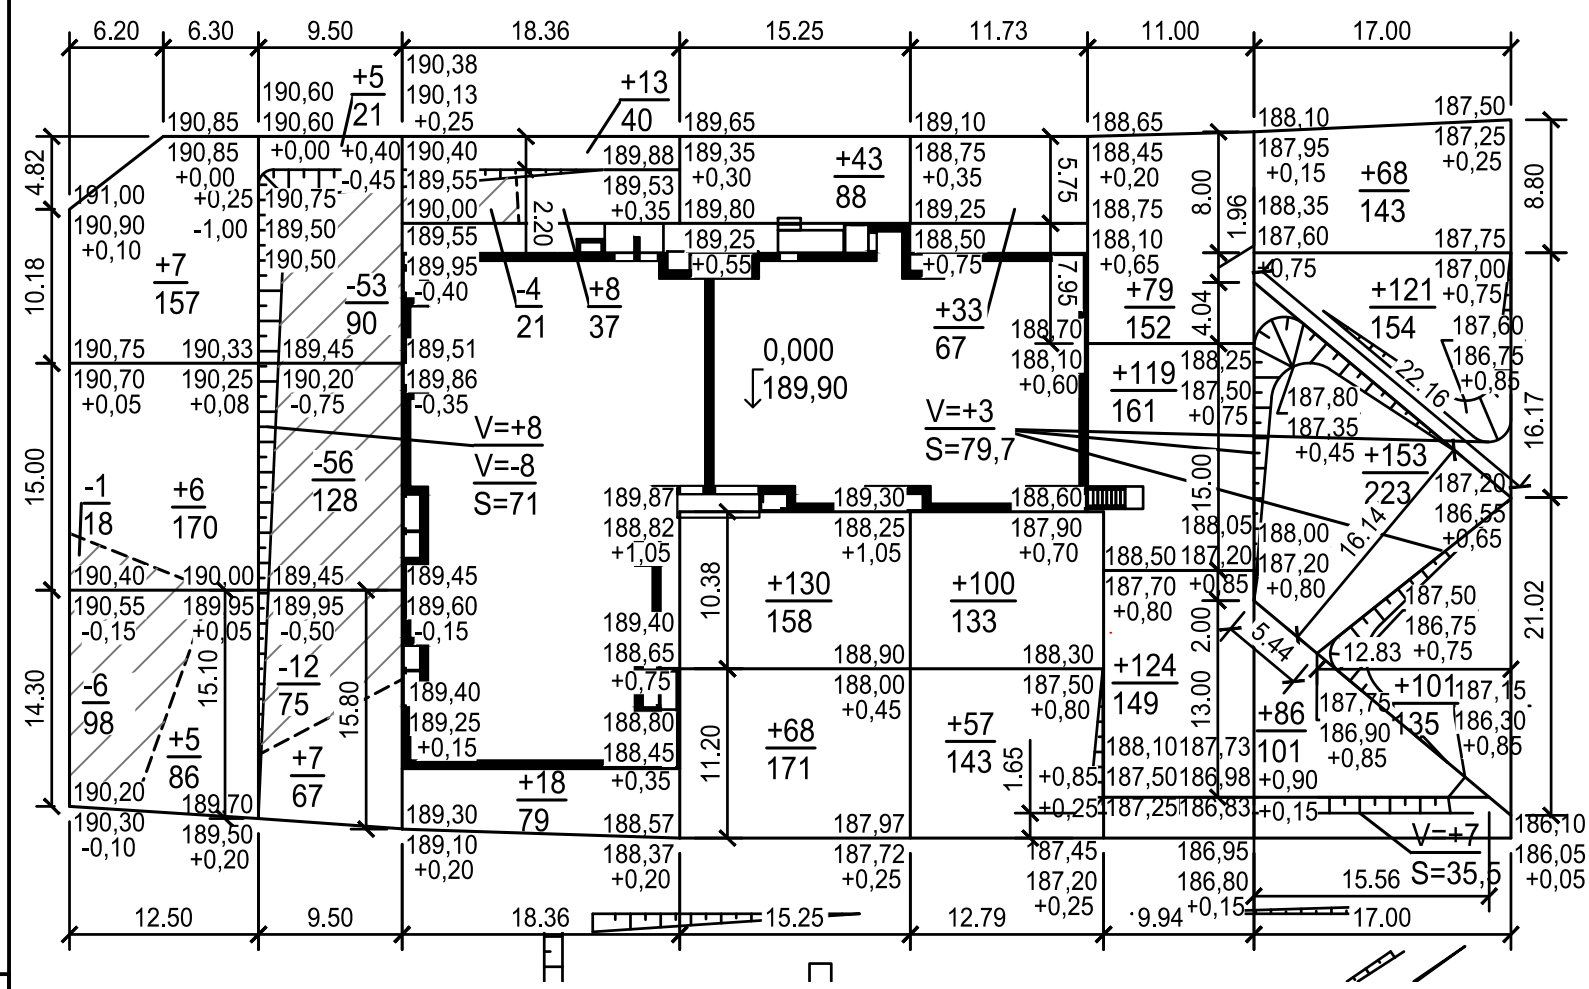 6.20 6.30 9.50 18.36 15.25 11.73 11.00 17.00
190,60 +5 190,38 +13
21 190,13 40
190,85 190,60 +0,25 189,65 189,10 188,65 188,10 187,50
190,85 +0,00 +0,40 190,40 189,88 189,35 +43 188,75 188,45 187,95 +68 187,25
+0,00 -0,45 189,55 189,53 +0,30 88 +0,35 5.75 +0,20 8.00 +0,15 143 +0,25
4.82 191,00 +0,25 190,75 190,00 +0,35 189,80 189,25 188,75 1.96 188,35 8.80
190,90 -1,00 189,50 189,55 2.20 189,25 188,50 188,10 187,60 187,75
+0,10 190,50 189,95 +0,55 +0,75 7.95 +0,65 +0,75 187,00
10.18 +7 -53 -0,40 -4 +8 +33 +79 4.04 +121 +0,75
157 90 21 37 67 152 154 187,60
188,70 186,75
190,75 190,33 189,45 189,51 0,000 188,10 188,25 22.16 +0,85
190,70 190,25 190,20 189,86 189,90 +0,60 +119 187,50 187,80
+0,05 +0,08 -0,75 -0,35 161 +0,75 187,35 16.17
V=+8 V=+3 +0,45
V=-8 S=79,7 +153
15.00 -1 +6 -56 S=71 15.00 223
18 170 128 189,87 189,30 188,60 187,20
188,82 188,25 187,90 188,05 188,00 16.14 186,55
+1,05 +1,05 +0,70 188,50 187,20 187,20 +0,65
190,40 190,00 189,45 189,45 10.38 +130 +100 187,70 +0,85 +0,80 187,50
190,55 189,95 189,95 189,60 158 133 +0,80 186,75
-0,15 +0,05 -0,50 -0,15 189,40 2.00 5.44 12.83 +0,75 21.02
14.30 15.10 188,65 188,90 188,30
-6 -12 15.80 +0,75 188,00 187,50 +124 13.00 +101 187,15
98 75 189,40 +0,45 +0,80 149 187,75 135 186,30
+5 189,25 188,80 11.20 +68 +57 +86 186,90 +0,85
86 +7 +0,15 188,45 171 143 1.65 188,10 187,73 101 +0,85
67 +18 +0,35 +0,85 187,50 186,98 +0,90
190,20 189,70 79 +0,25 187,25 186,83 +0,15
190,30 189,50 189,30 188,57 187,97 V=+7 186,10
-0,10 +0,20 189,10 188,37 187,72 187,45 186,95 S=35,5 186,05
+0,20 +0,20 +0,25 187,20 186,80 15.56 +0,05
+0,25 +0,15
12.50 9.50 18.36 15.25 12.79 9.94 17.00